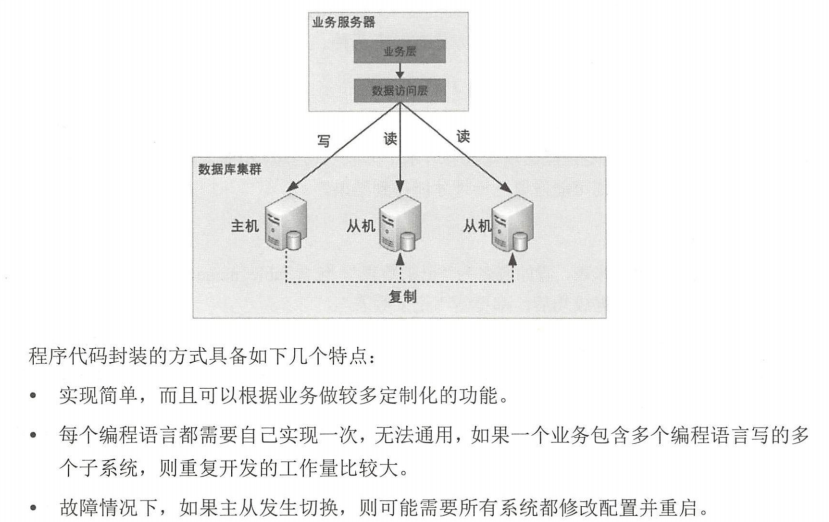 业务服务器
业务层
数据访问层
写
读
读
数据库集群
主机
从机
从机
复制
程序代码封装的方式具备如下几个特点：
• 实现简单，而且可以根据业务做较多定制化的功能。
• 每个编程语言都需要自己实现一次，无法通用，如果一个业务包含多个编程语言写的多
个子系统，则重复开发的工作量比较大。
• 故障情况下，如果主从发生切换，则可能需要所有系统都修改配置并重启。